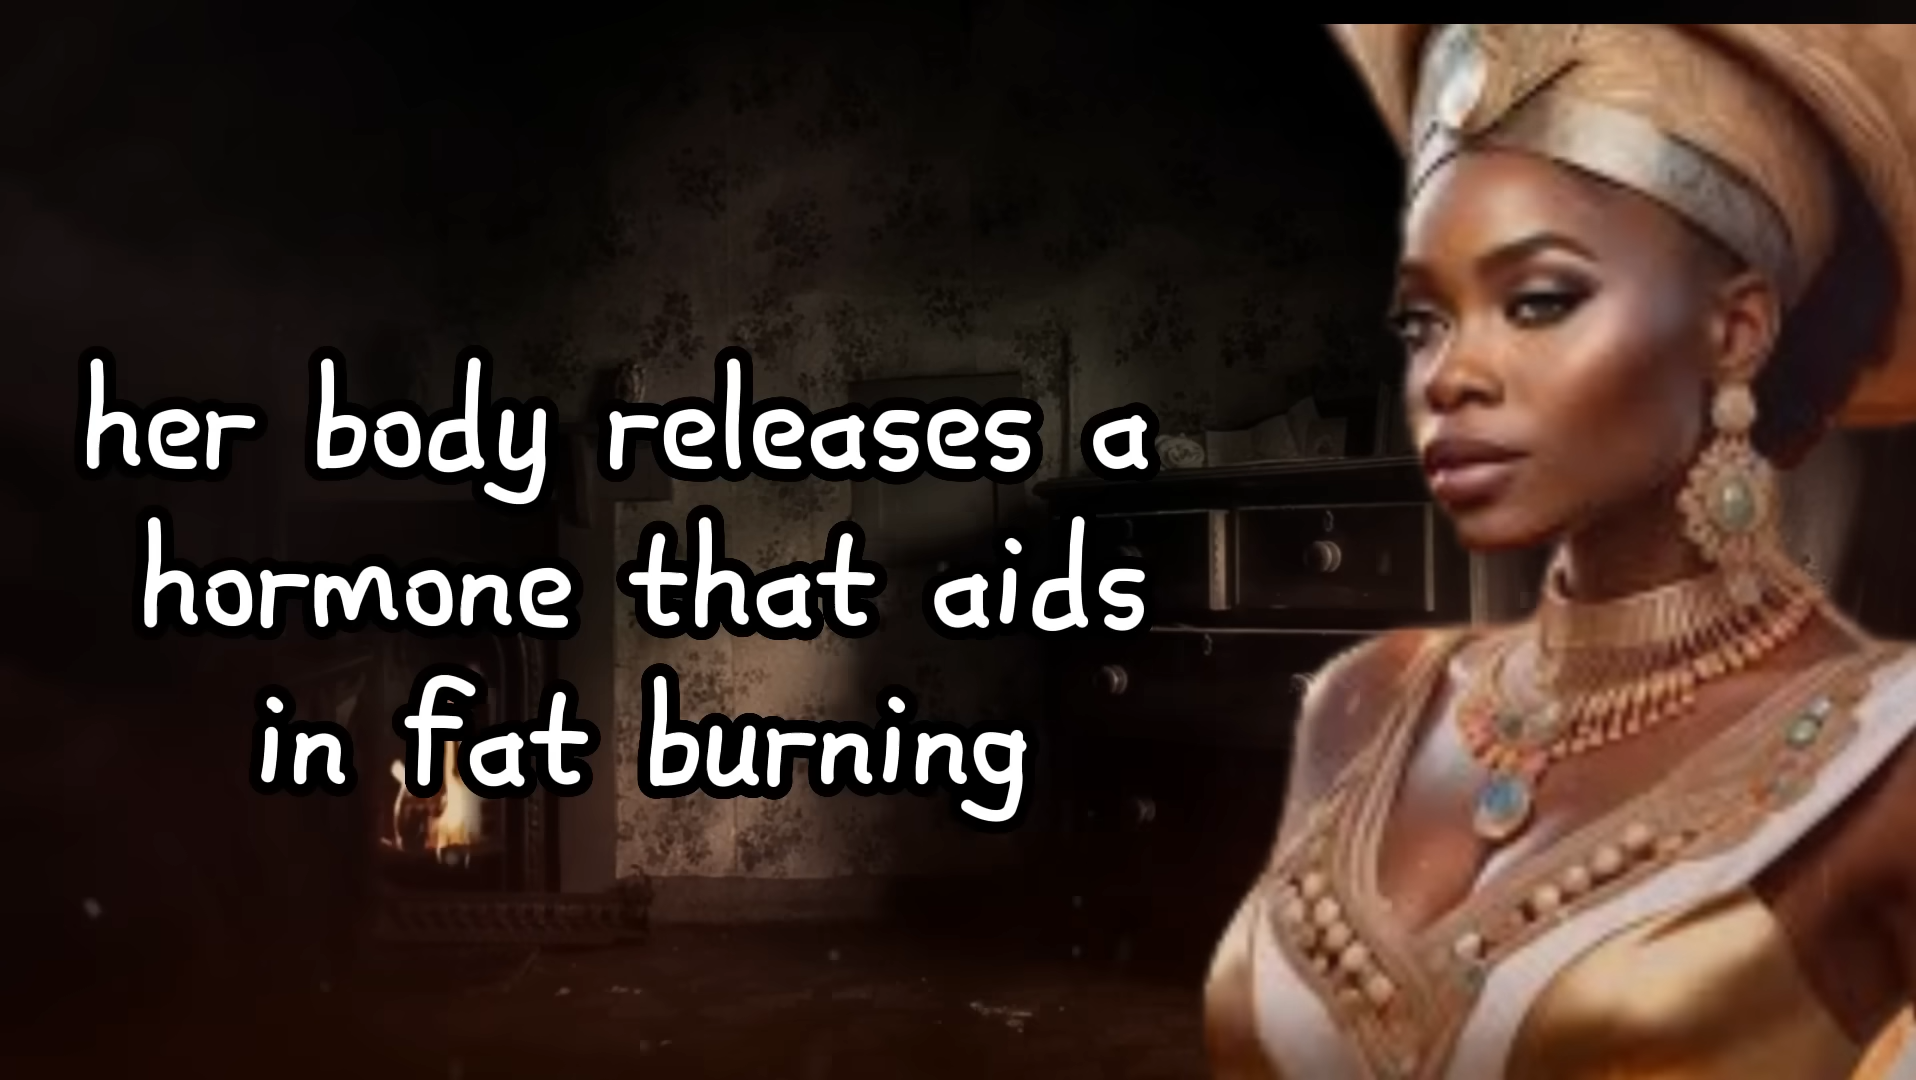 her body releases a
hormone that aids
in fat burning